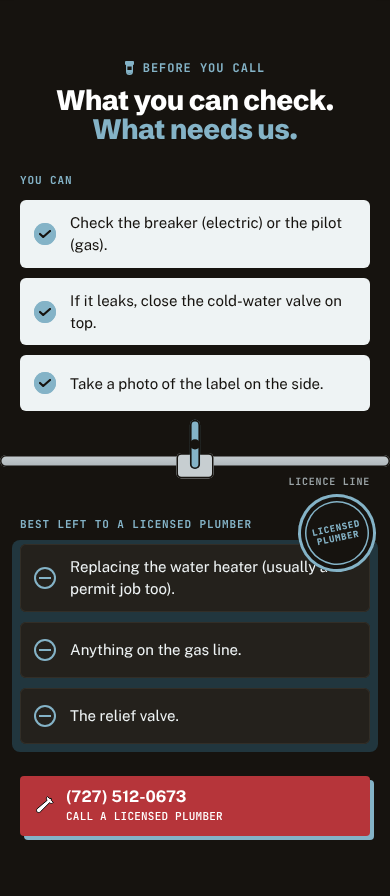 BEFORE YOU CALL
What you can check.
What needs us.
YOU CAN
Check the breaker (electric) or the pilot
(gas).
If it leaks, close the cold-water valve on
top.
Take a photo of the label on the side.
LICENCE LINE
BEST LEFT TO A LICENSED PLUMBER
LICENSED
PLUMBER
Replacing the water heater (usually a
permit job too).
Anything on the gas line.
The relief valve.
(727) 512-0673
CALL A LICENSED PLUMBER